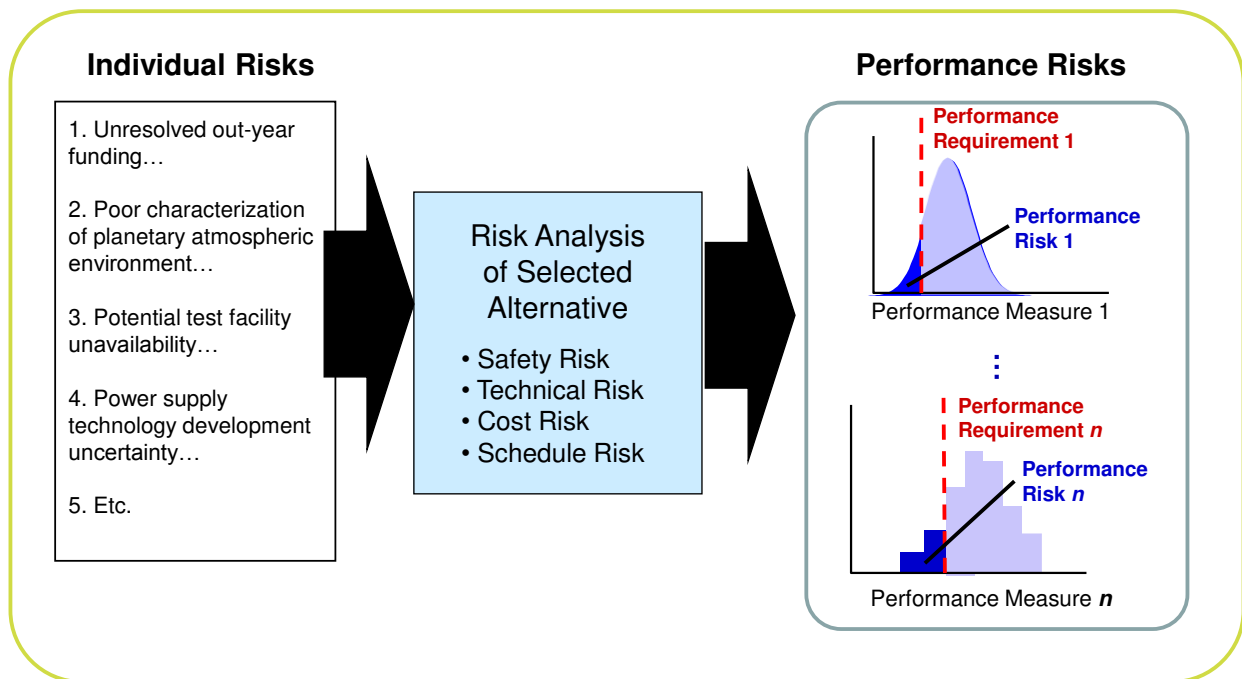 Individual Risks
1. Unresolved out-year
funding…
2. Poor characterization
of planetary atmospheric
environment…
3. Potential test facility
unavailability…
4. Power supply
technology development
uncertainty…
5. Etc.
Risk Analysis
of Selected
Alternative
• Safety Risk
• Technical Risk
• Cost Risk
• Schedule Risk
Performance Risks
Performance
Requirement 1
Performance
Risk 1
Performance Measure 1
⋮
Performance
Requirement n
Performance
Risk n
Performance Measure n